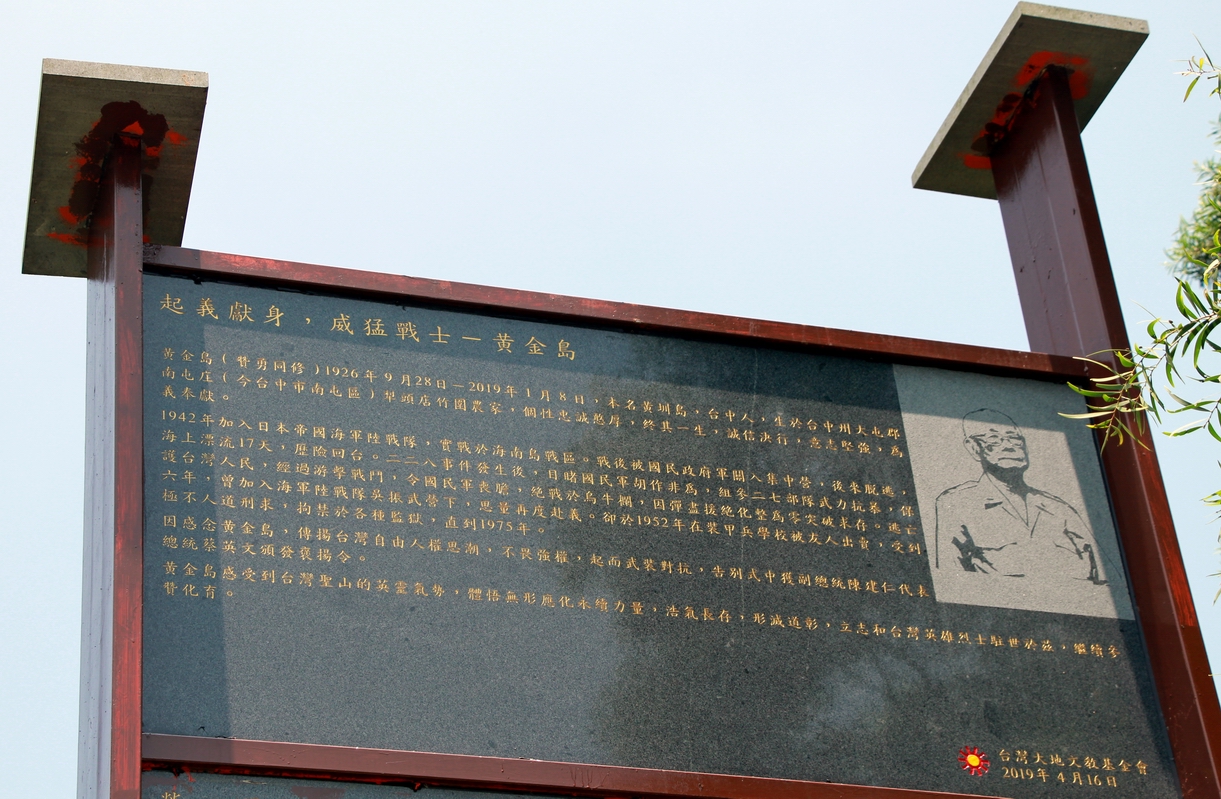 起義獻身，威猛戰士－黃金島
黃金島(贊勇同修)1926年9月28日－2019年1月8日，本名黃圳島，台中人，生於台中州大屯郡
南屯庄(今台中市南屯區)犁頭店竹圍農家，個性忠誠憨厚，終其一生，誠信決行，意志堅強，為
義奉獻。
1942年加入日本帝國海軍陸戰隊，實戰於海南島戰區。戰後被國民政府軍關入集中營，後來脫逃，
海上漂流17天，歷險回台。二二八事件發生後，目睹國民軍胡作非為，組參二七部隊武力抗暴，保
護台灣人民，經過游擊戰鬥，令國民軍喪膽，絶戰於烏牛欄，因彈盡援絶化整為零突破求存。逃亡
六年，曾加入海軍陸戰隊吳振武營下，思量再度起義。卻於1952年在裝甲兵學校被友人出賣，受到
極不人道刑求，拘禁於各種監獄，直到1975年。
因感念黃金島，傳揚台灣自由人權思潮，不畏強權，起而武裝對抗，告別式中獲副總統陳建仁代表
總統蔡英文頒發褒揚令。
黃金島感受到台灣聖山的英靈氣勢，體悟無形應化永續力量，浩氣長存，形滅道彰，立志和台灣英雄烈士駐世於茲，繼續參
贊化育。
台灣大地文教基金會
2019年4月16日